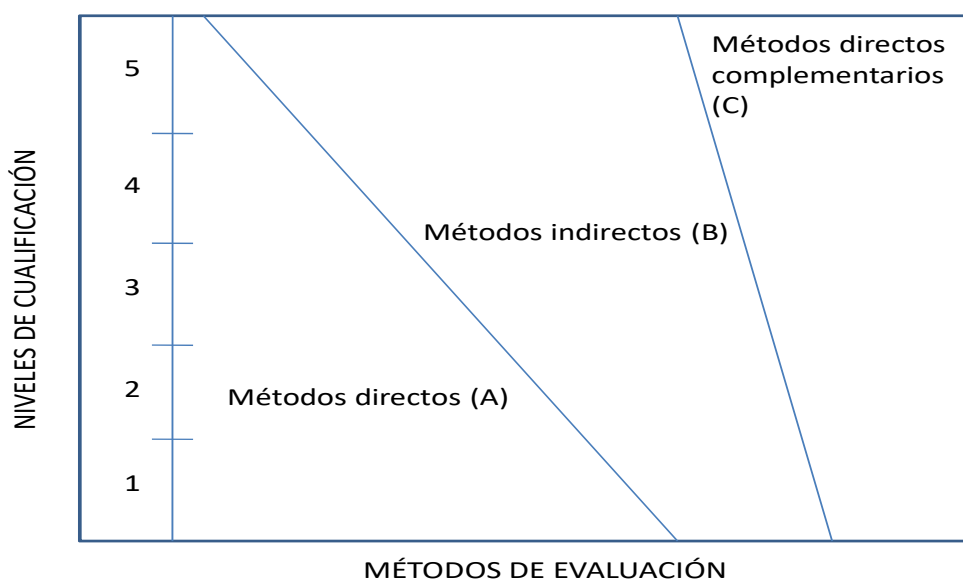 Métodos directos
complementarios
(C)
5
4
Métodos indirectos (B)
3
2
Métodos directos (A)
1
NIVELES DE CUALIFICACIÓN
MÉTODOS DE EVALUACIÓN